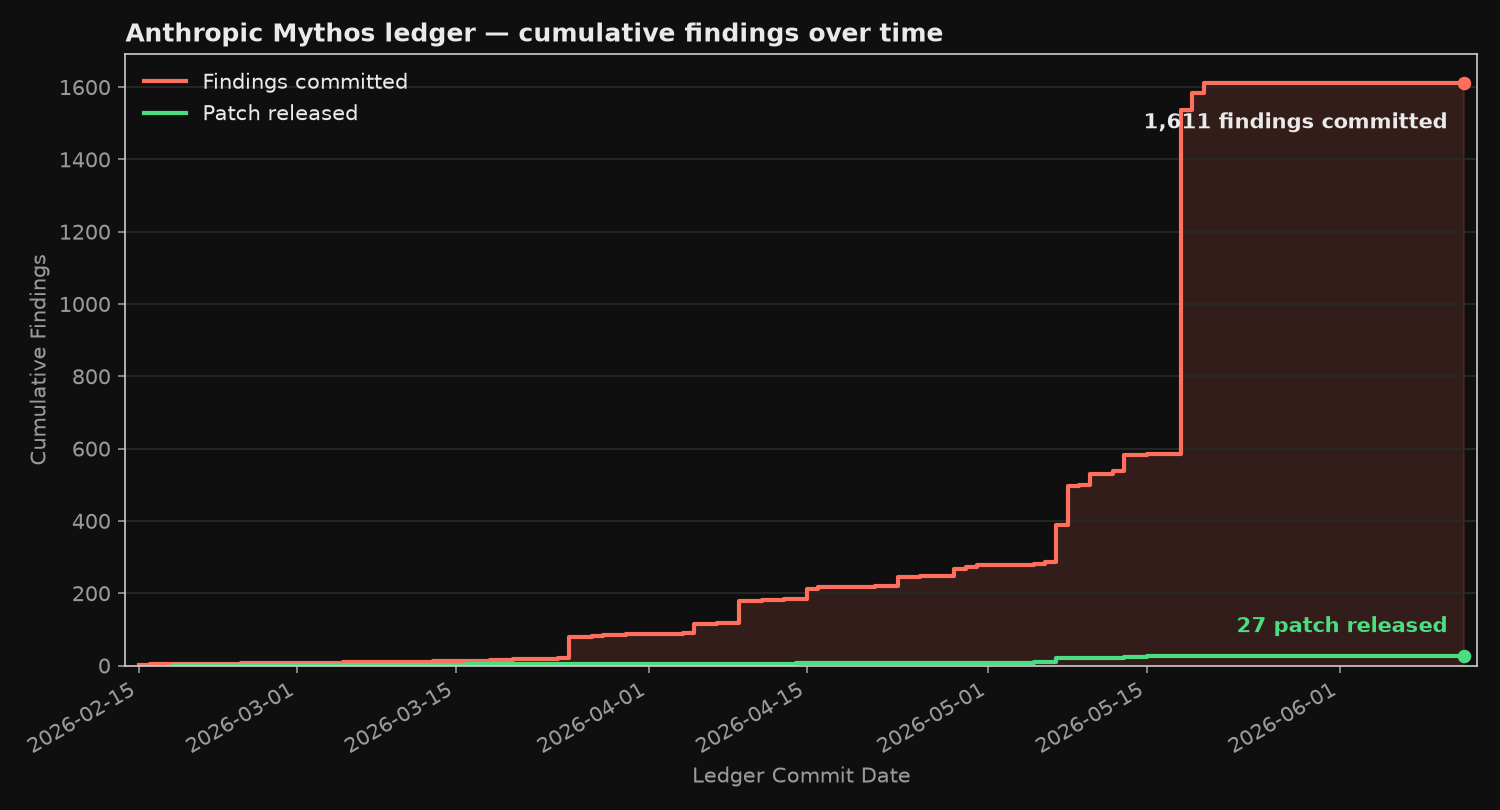 Anthropic Mythos ledger — cumulative findings over time
Findings committed
Patch released
1600
1400
1200
1000
800
600
400
200
0
Cumulative Findings
1,611 findings committed
27 patch released
2026-02-15
2026-03-01
2026-03-15
2026-04-01
2026-04-15
2026-05-01
2026-05-15
2026-06-01
Ledger Commit Date